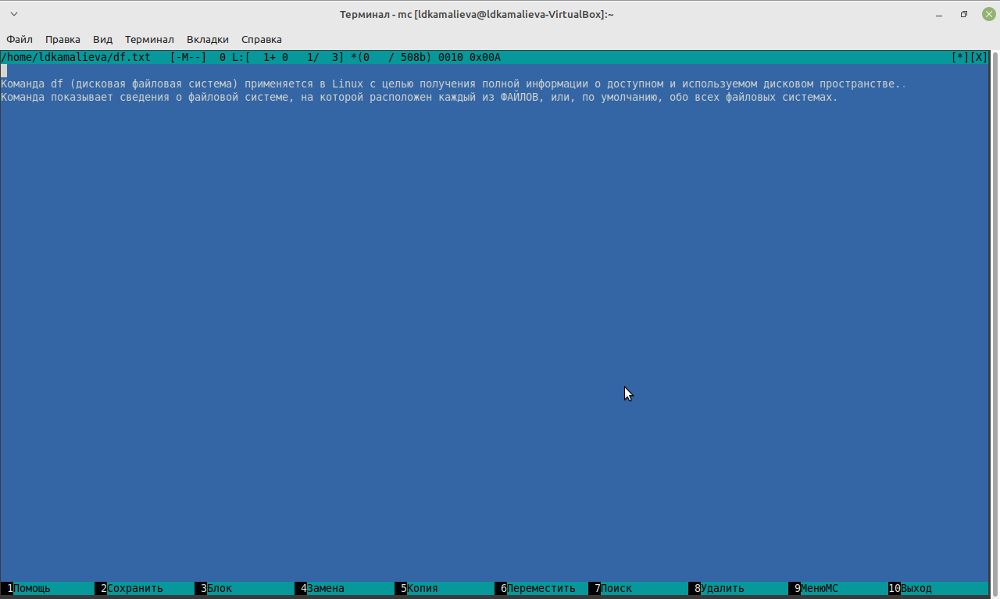 Терминал - mc [ldkamalieva@ldkamalieva-VirtualBox]:~
Файл Правка Вид Терминал Вкладки Справка
/home/ldkamalieva/df.txt [-M--] 0 L:[ 1+ 0 1/ 3] *(0 / 508b) 0010 0x00A [*][X]
Команда df (дисковая файловая система) применяется в Linux с целью получения полной информации о доступном и используемом дисковом пространстве..
Команда показывает сведения о файловой системе, на которой расположен каждый из ФАЙЛОВ, или, по умолчанию, обо всех файловых системах.
1Помощь 2Сохранить 3Блок 4Замена 5Копия 6Переместить 7Поиск 8Удалить 9МенюMC 10Выход